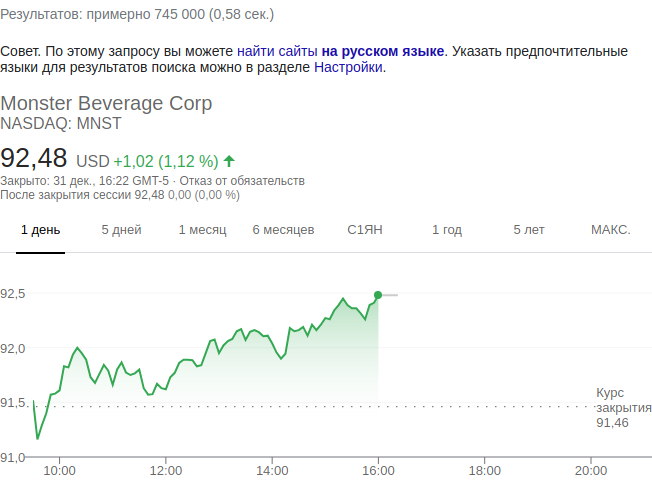 Результатов: примерно 745 000 (0,58 сек.)
Совет. По этому запросу вы можете найти сайты на русском языке. Указать предпочтительные
языки для результатов поиска можно в разделе Настройки.
Monster Beverage Corp
NASDAQ: MNST
92,48 USD +1,02 (1,12 %)
Закрыто: 31 дек., 16:22 GMT-5 · Отказ от обязательств
После закрытия сессии 92,48 0,00 (0,00 %)
1 день 5 дней 1 месяц 6 месяцев С1ЯН 1 год 5 лет МАКС.
92,5
92,0
91,5
91,0
Курс
закрытия
91,46
10:00 12:00 14:00 16:00 18:00 20:00